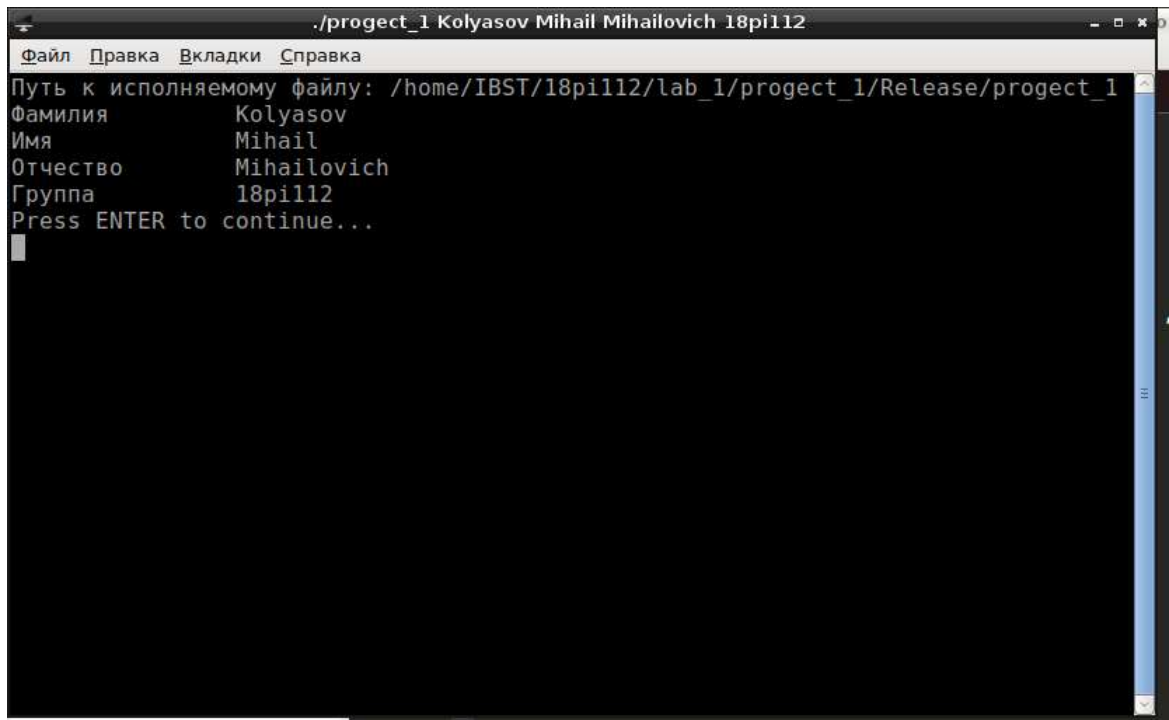 ./progect_1 Kolyasov Mihail Mihailovich 18pi112
Файл Правка Вкладки Справка
Путь к исполняемому файлу: /home/IBST/18pi112/lab_1/progect_1/Release/progect_1
Фамилия Kolyasov
Имя Mihail
Отчество Mihailovich
Группа 18pi112
Press ENTER to continue...